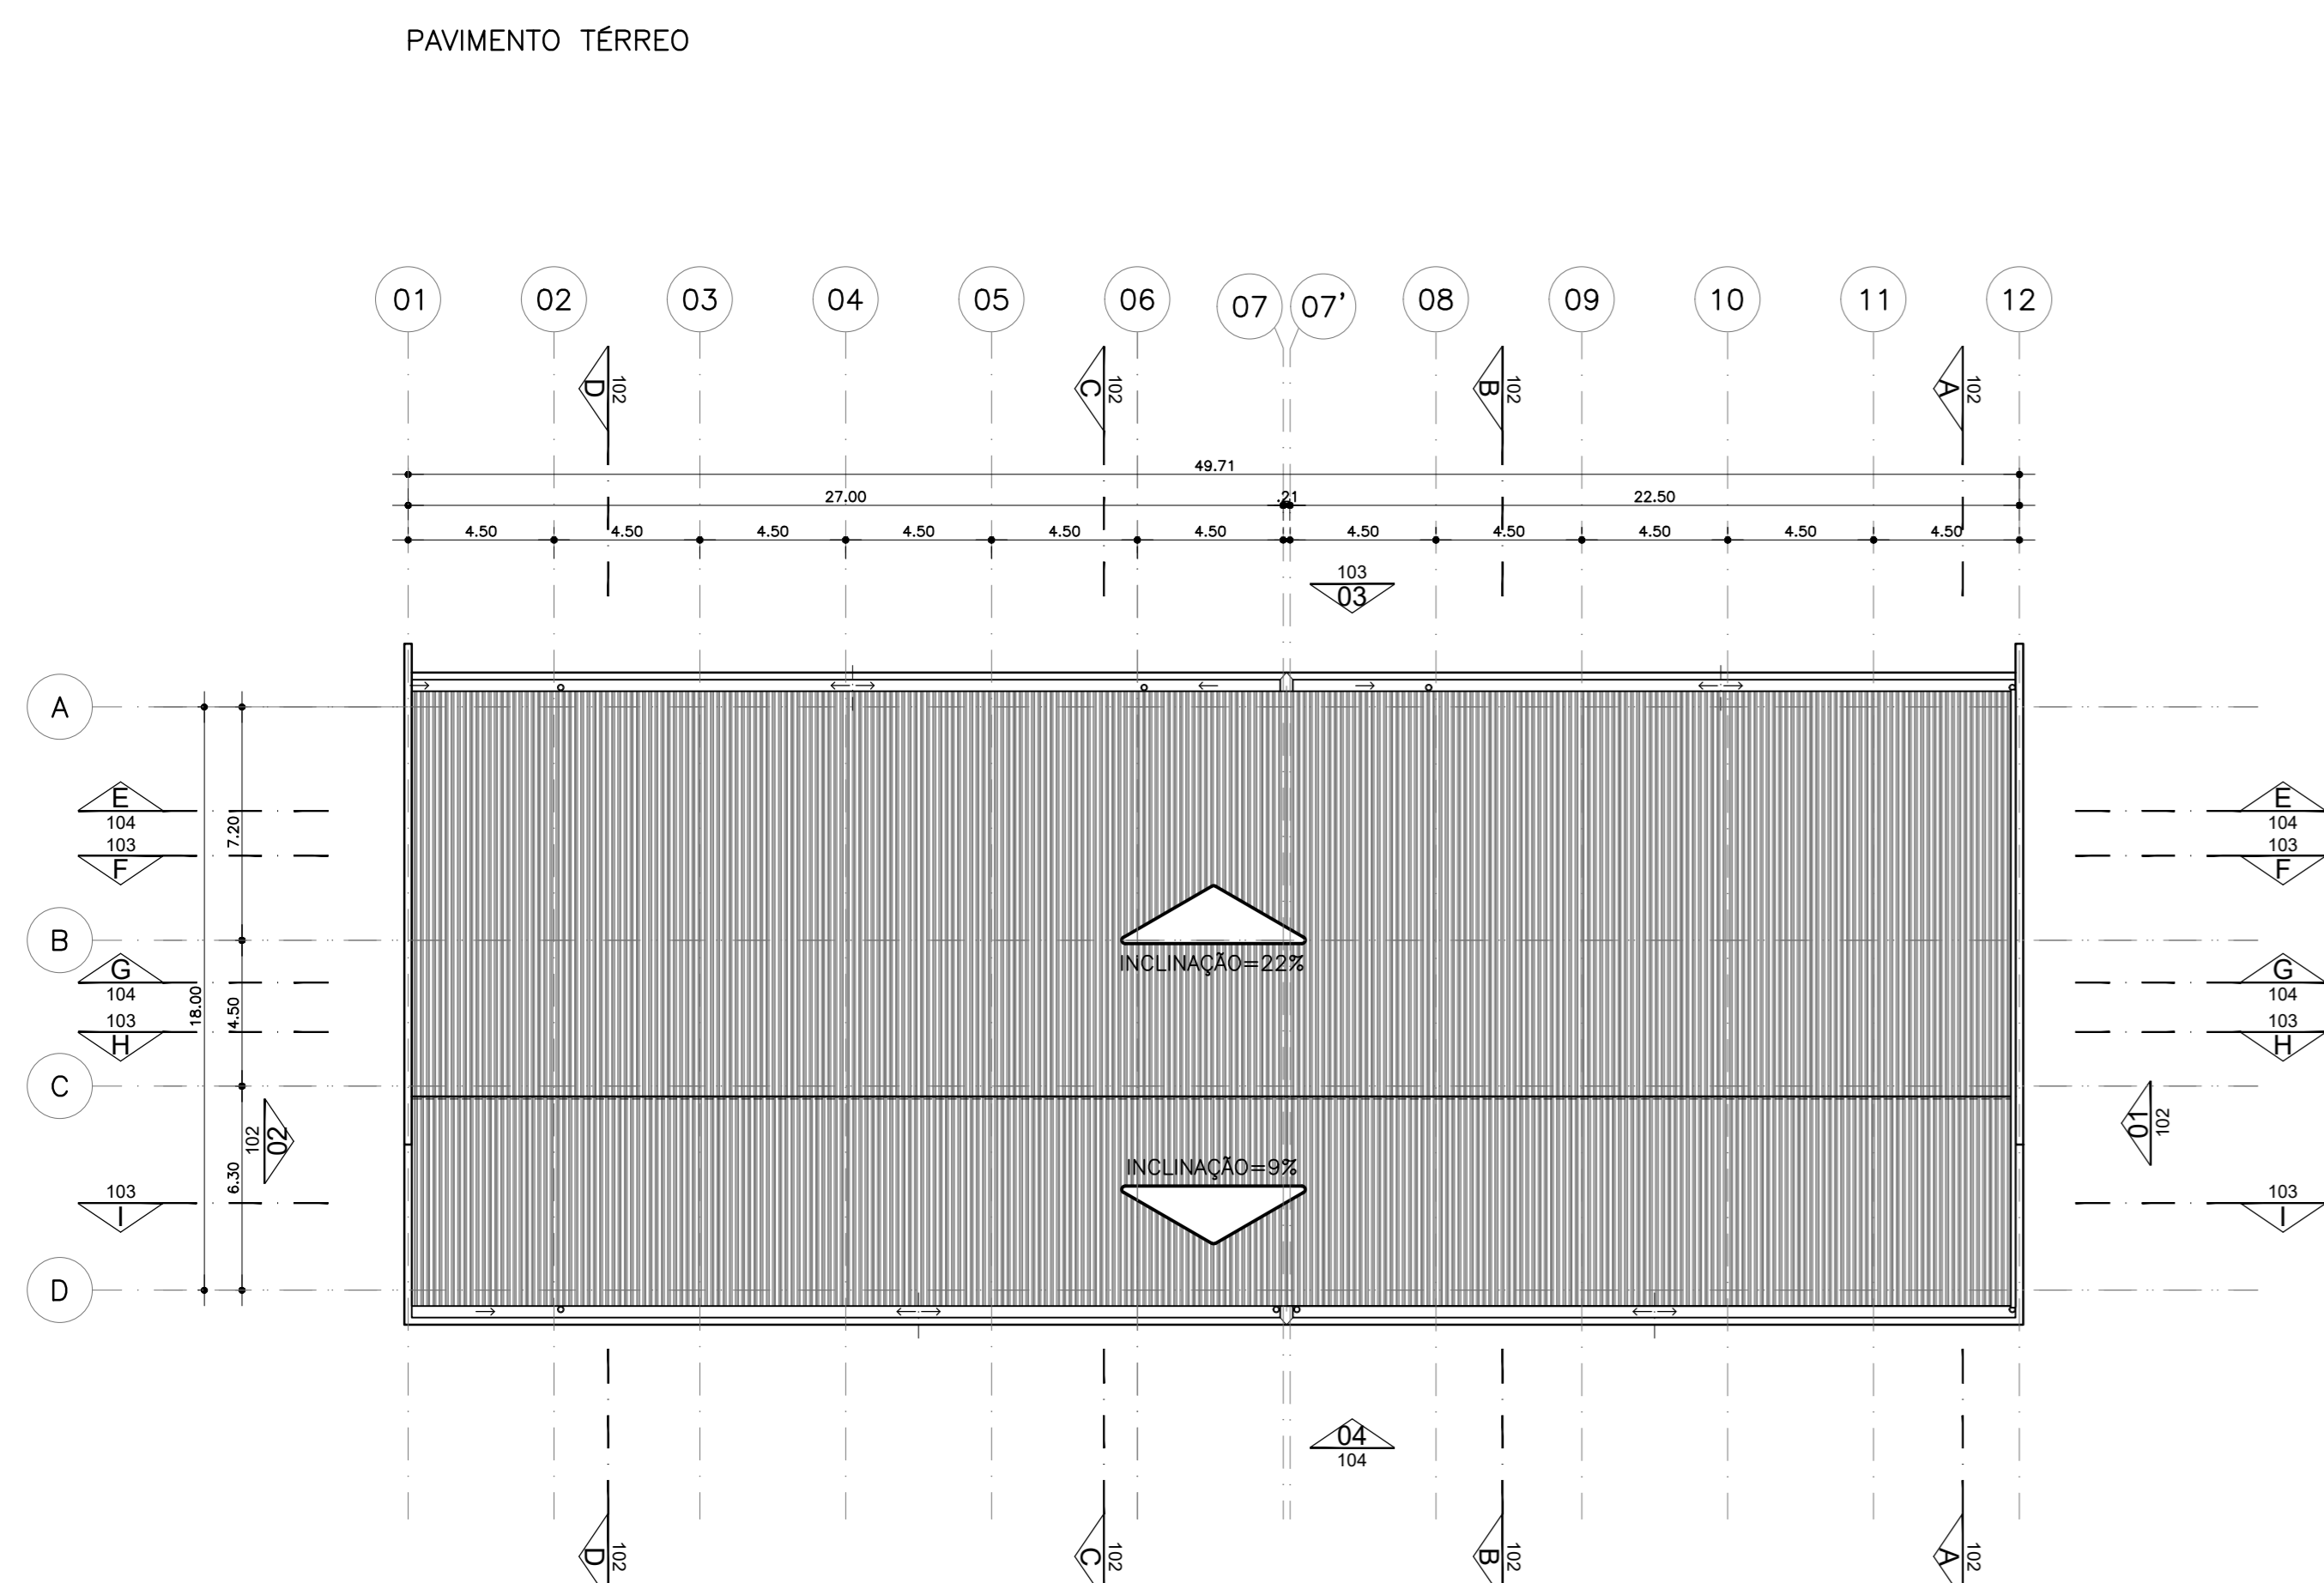 PAVIMENTO TÉRREO
01 02 03 04 05 06 07 07' 08 09 10 11 12
D 102 C 102 B 102 A 102
49.71
27.00 .21 22.50
4.50 4.50 4.50 4.50 4.50 4.50 4.50 4.50 4.50 4.50 4.50
103
03
A
E E
104 104
7.20
103 103
F F
B
INCLINAÇÃO=22%
G G
104 104
18.00 4.50
103 103
H H
C
102 02
01 102
INCLINAÇÃO=9%
6.30
103 103
I I
D
04
104
D 102 C 102 B 102 A 102